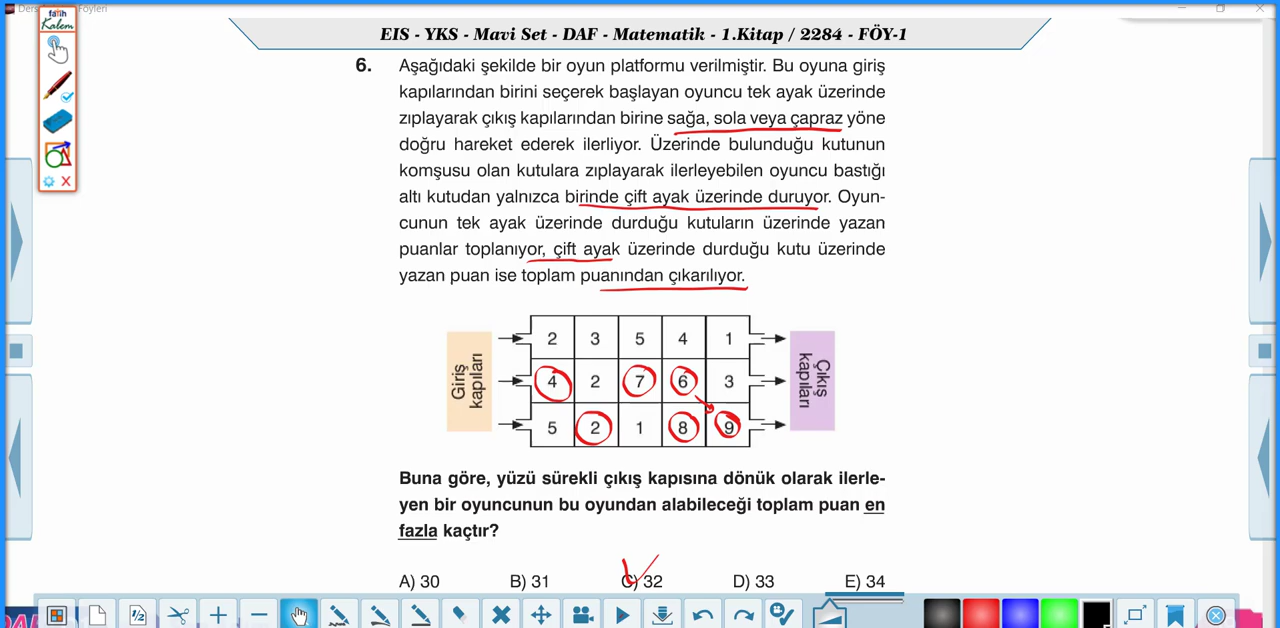 Föyleri
fatih
Kalem
EIS - YKS - Mavi Set - DAF - Matematik - 1.Kitap / 2284 - FÖY-1
6. Aşağıdaki şekilde bir oyun platformu verilmiştir. Bu oyuna giriş
kapılarından birini seçerek başlayan oyuncu tek ayak üzerinde
zıplayarak çıkış kapılarından birine sağa, sola veya çapraz yöne
doğru hareket ederek ilerliyor. Üzerinde bulunduğu kutunun
komşusu olan kutulara zıplayarak ilerleyebilen oyuncu bastığı
altı kutudan yalnızca birinde çift ayak üzerinde duruyor. Oyun-
cunun tek ayak üzerinde durduğu kutuların üzerinde yazan
puanlar toplanıyor, çift ayak üzerinde durduğu kutu üzerinde
yazan puan ise toplam puanından çıkarılıyor.
Giriş kapıları
2 3 5 4 1
4 2 7 6 3
5 2 1 8 9
Çıkış kapıları
Buna göre, yüzü sürekli çıkış kapısına dönük olarak ilerle-
yen bir oyuncunun bu oyundan alabileceği toplam puan en
fazla kaçtır?
A) 30 B) 31 C) 32 D) 33 E) 34
1/2